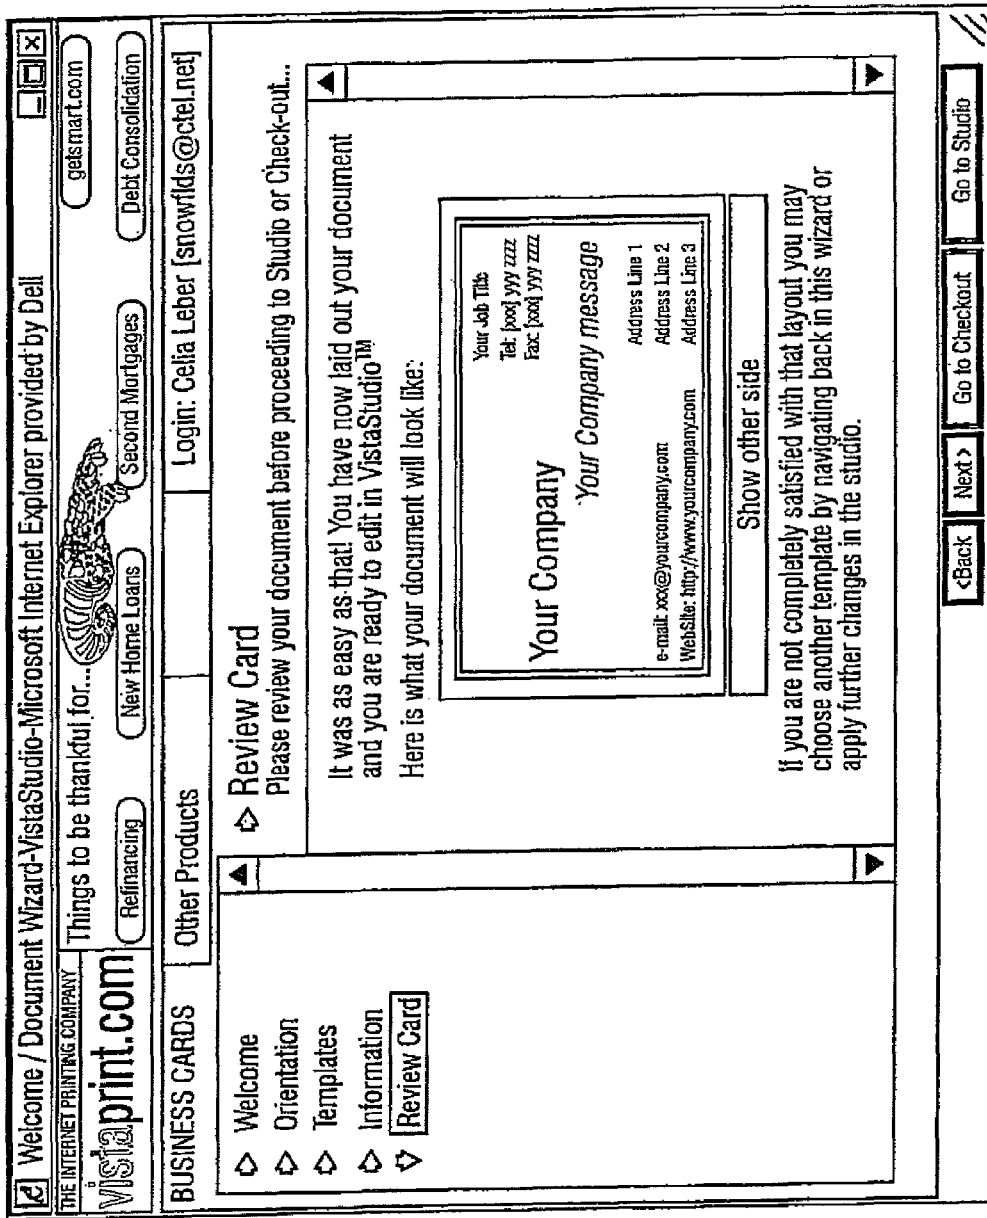 Welcome / Document Wizard-VistaStudio-Microsoft Internet Explorer provided by Dell
THE INTERNET PRINTING COMPANY
vistaprint.com
Things to be thankful for...
getsmart.com
Refinancing
New Home Loans
Second Mortgages
Debt Consolidation
BUSINESS CARDS
Other Products
Login: Celia Leber [snowflds@ctel.net]
Welcome
Orientation
Templates
Information
Review Card
Review Card
Please review your document before proceeding to Studio or Check-out...
It was as easy as that! You have now laid out your document
and you are ready to edit in VistaStudio™
Here is what your document will look like:
Your Job Title
Tel: [xxx] yyy zzzz
Fax: [xxx] yyy zzzz
Your Company
Your Company message
Address Line 1
e-mail: xxx@yourcompany.com Address Line 2
WebSite: http://www.yourcompany.com Address Line 3
Show other side
If you are not completely satisfied with that layout you may
choose another template by navigating back in this wizard or
apply further changes in the studio.
<Back
Next>
Go to Checkout
Go to Studio